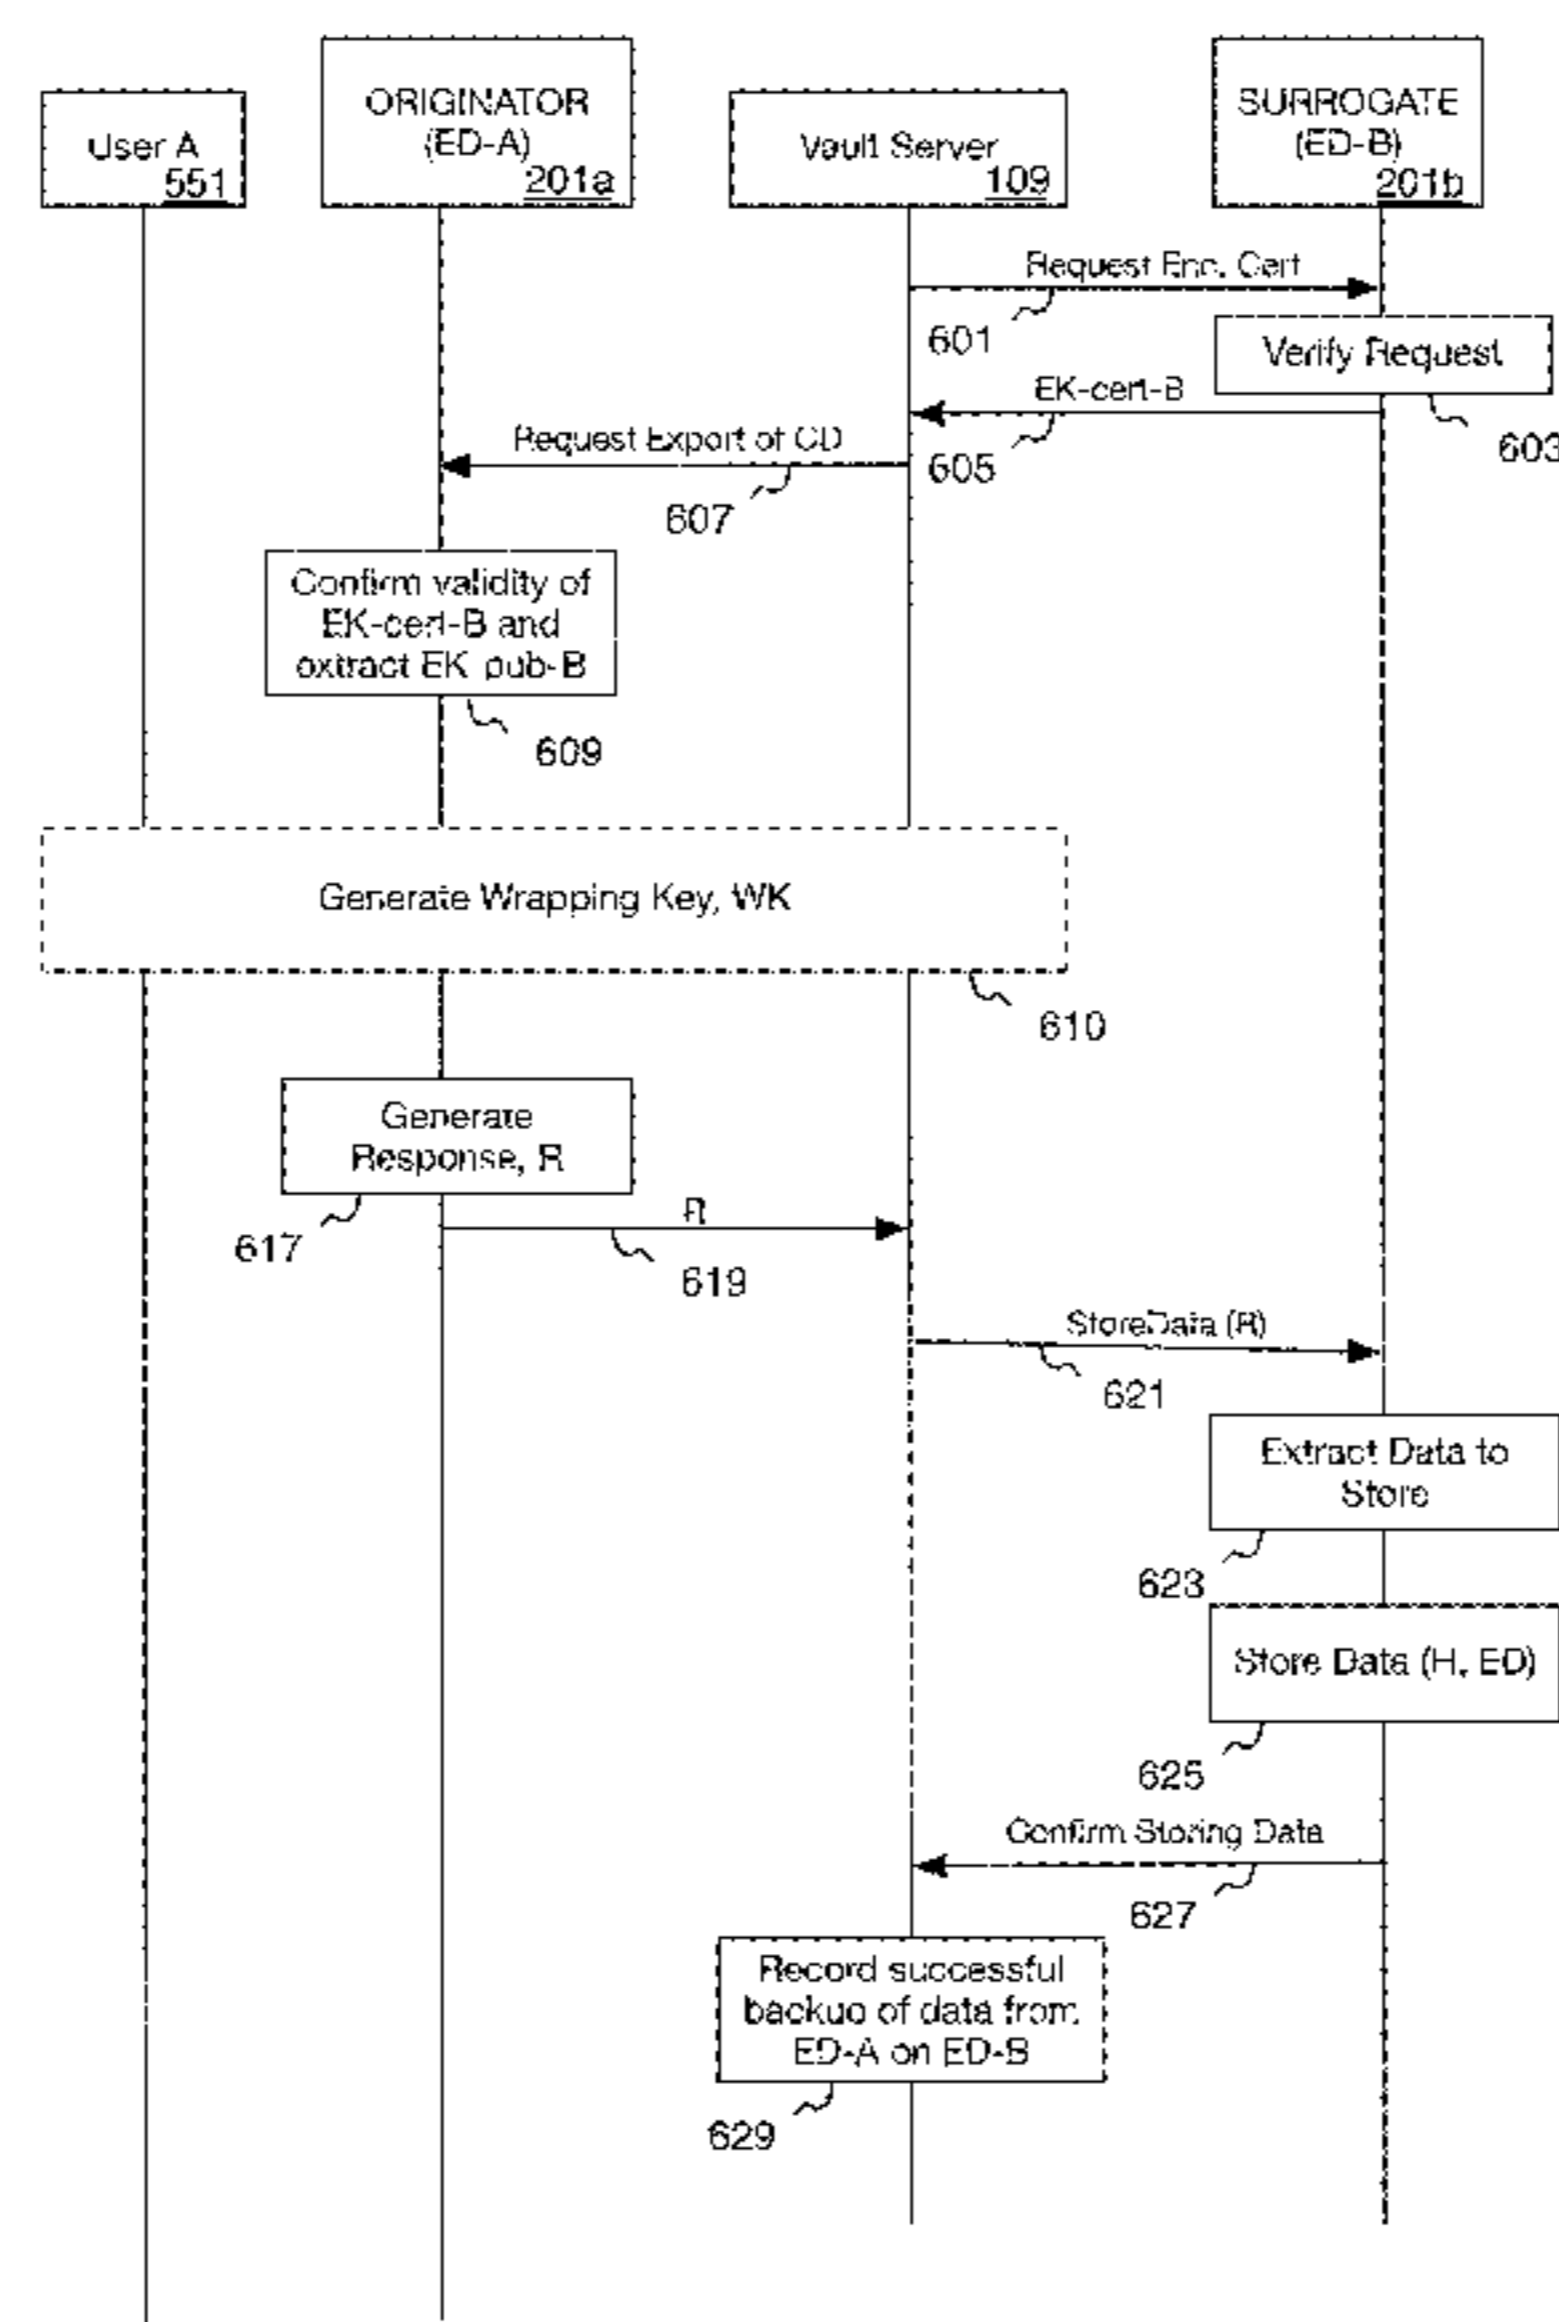 User A
551
ORIGINATOR
(ED-A)
201a
Vault Server
109
SURROGATE
(ED-B)
201b
Request Enc. Cert
601
Verify Request
603
EK-cert-B
605
Request Export of CD
607
Confirm validity of
EK-cert-B and
extract EK pub-B
609
Generate Wrapping Key, WK
610
Generate
Response, R
617
R
619
StoreData (R)
621
Extract Data to
Store
623
Store Data (H, ED)
625
Confirm Storing Data
627
Record successful
backup of data from
ED-A on ED-B
629